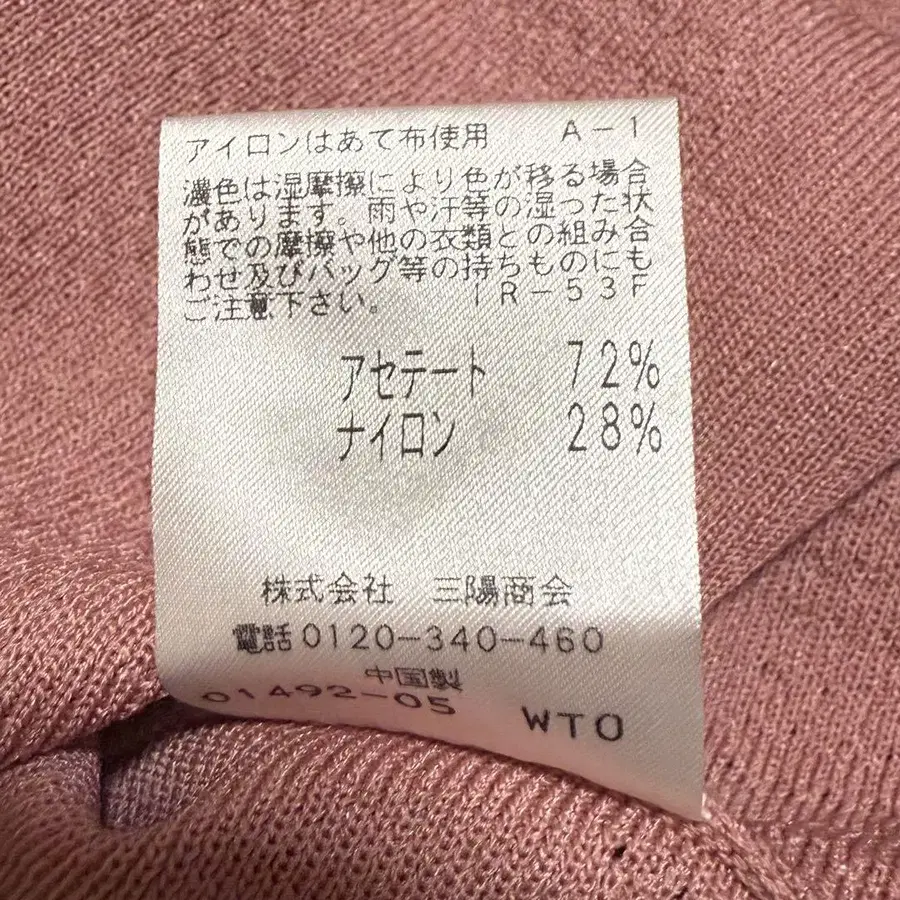 アイロンはあて布使用 A-1
濃色は湿摩擦により色が移る場合
があります。雨や汗等の湿った状
態での摩擦や他の衣類との組み合
わせ及びバッグ等の持ちものにも
ご注意下さい。 IR-53F
アセテート 72%
ナイロン 28%
株式会社 三陽商会
電話0120-340-460
中国製
01492-05 WTO